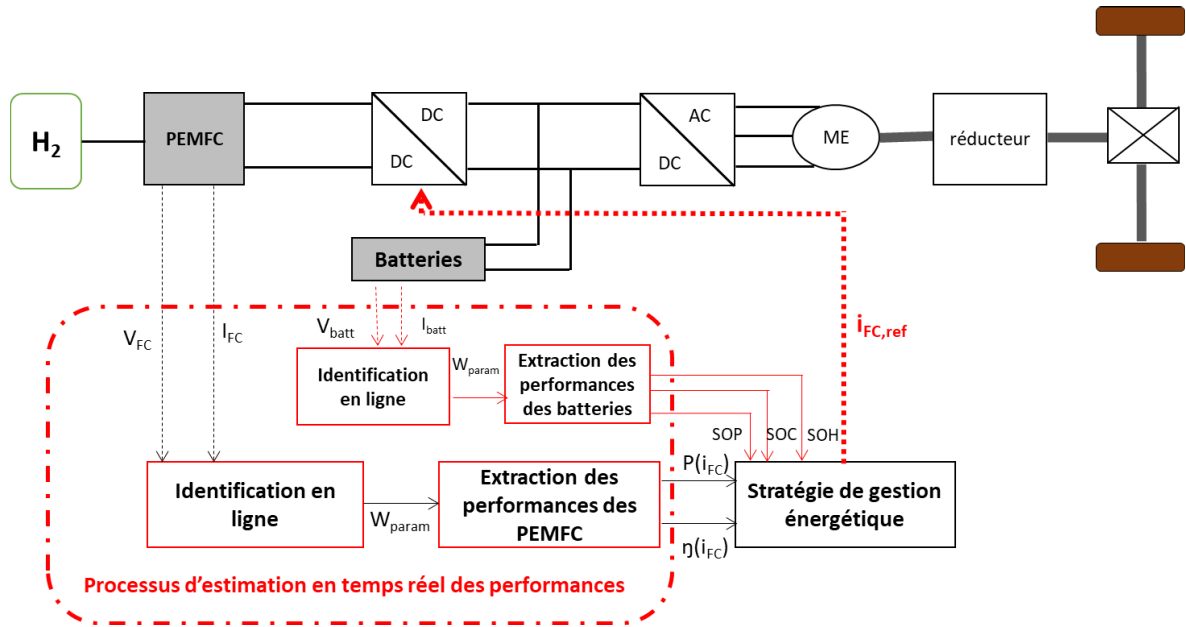 H2
PEMFC
DC
DC
AC
DC
ME
réducteur
Batteries
VFC
IFC
Vbatt
Ibatt
iFC,ref
Identification
en ligne
Wparam
Extraction des
performances
des batteries
SOP
SOC
SOH
Identification en
ligne
Wparam
Extraction des
performances des
PEMFC
P(iFC)
ŋ(iFC)
Stratégie de gestion
énergétique
Processus d’estimation en temps réel des performances